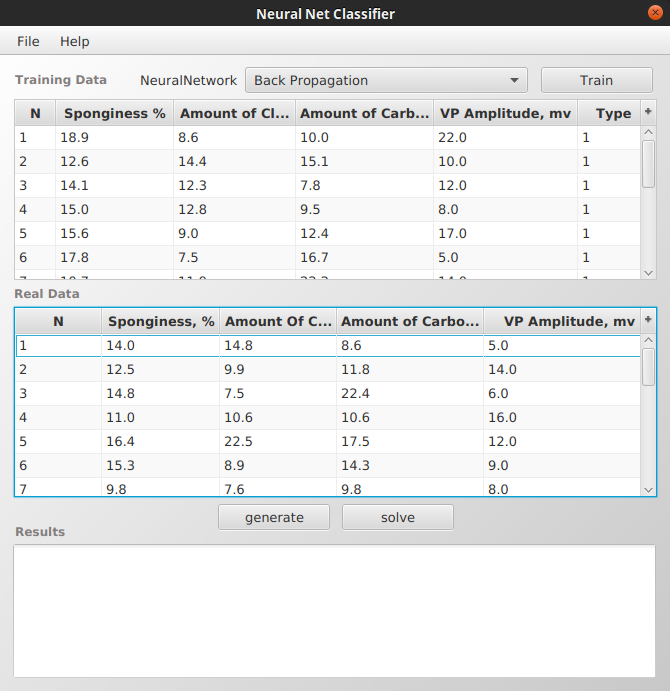 Neural Net Classifier
File Help
Training Data NeuralNetwork Back Propagation Train
N Sponginess % Amount of Cl... Amount of Carb... VP Amplitude, mv Type +
1 18.9 8.6 10.0 22.0 1
2 12.6 14.4 15.1 10.0 1
3 14.1 12.3 7.8 12.0 1
4 15.0 12.8 9.5 8.0 1
5 15.6 9.0 12.4 17.0 1
6 17.8 7.5 16.7 5.0 1
Real Data
N Sponginess, % Amount Of C... Amount of Carbo... VP Amplitude, mv +
1 14.0 14.8 8.6 5.0
2 12.5 9.9 11.8 14.0
3 14.8 7.5 22.4 6.0
4 11.0 10.6 10.6 16.0
5 16.4 22.5 17.5 12.0
6 15.3 8.9 14.3 9.0
7 9.8 7.6 9.8 8.0
generate solve
Results